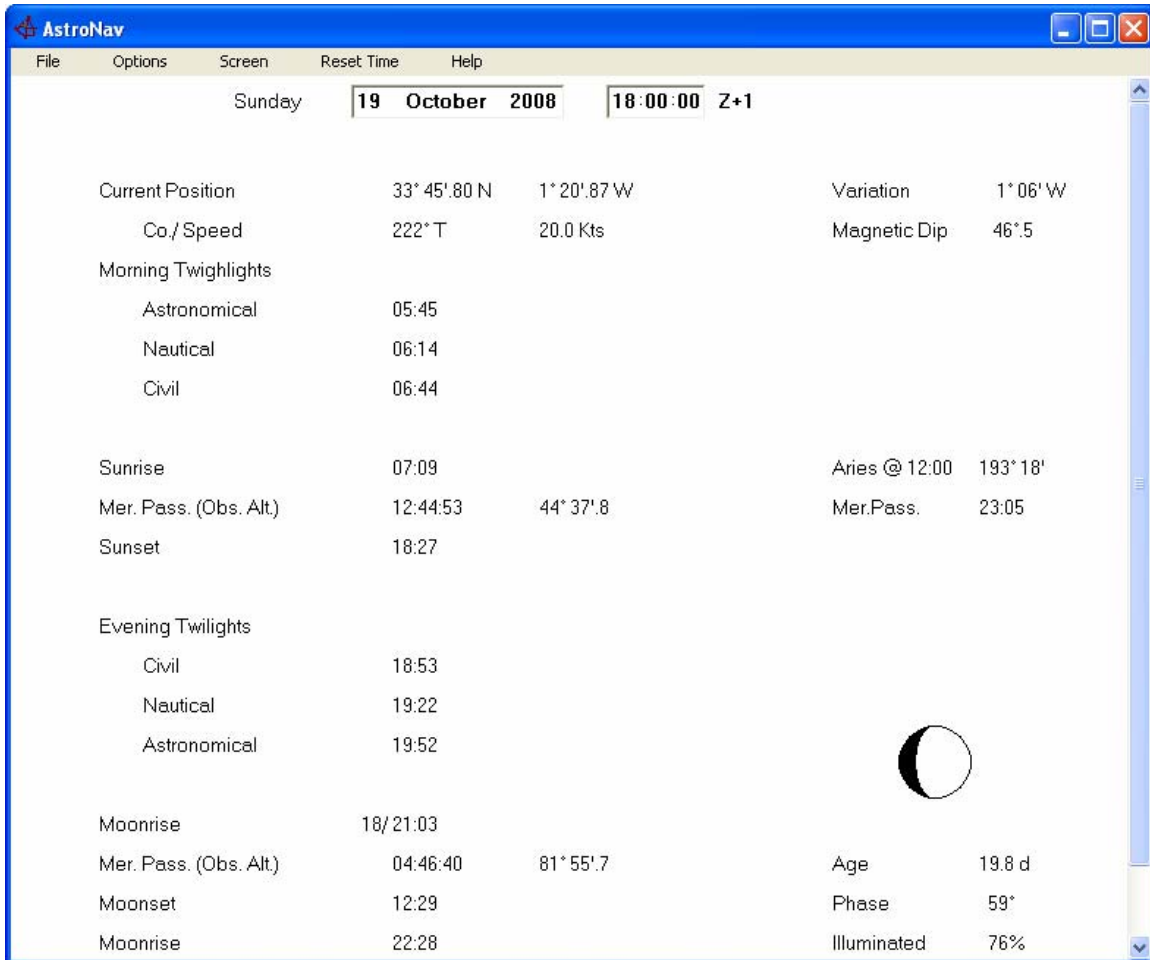 AstroNav
File Options Screen Reset Time Help
Sunday 19 October 2008 18:00:00 Z+1
Current Position 33°45'.80 N 1°20'.87 W Variation 1°06' W
Co./Speed 222°T 20.0 Kts Magnetic Dip 46°.5
Morning Twighlights
Astronomical 05:45
Nautical 06:14
Civil 06:44
Sunrise 07:09 Aries @ 12:00 193°18'
Mer. Pass. (Obs. Alt.) 12:44:53 44°37'.8 Mer.Pass. 23:05
Sunset 18:27
Evening Twilights
Civil 18:53
Nautical 19:22
Astronomical 19:52
Moonrise 18/21:03
Mer. Pass. (Obs. Alt.) 04:46:40 81°55'.7 Age 19.8 d
Moonset 12:29 Phase 59°
Moonrise 22:28 Illuminated 76%